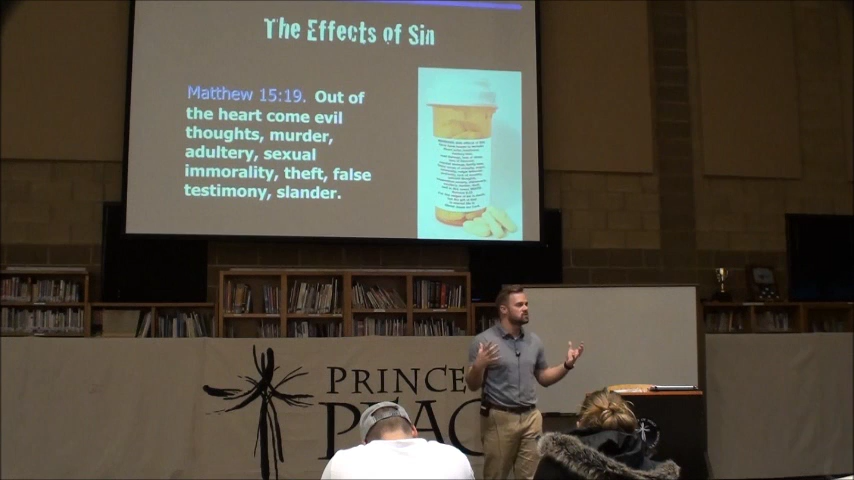 The Effects of Sin
Matthew 15:19. Out of
the heart come evil
thoughts, murder,
adultery, sexual
immorality, theft, false
testimony, slander.
PRINCE
PEAC